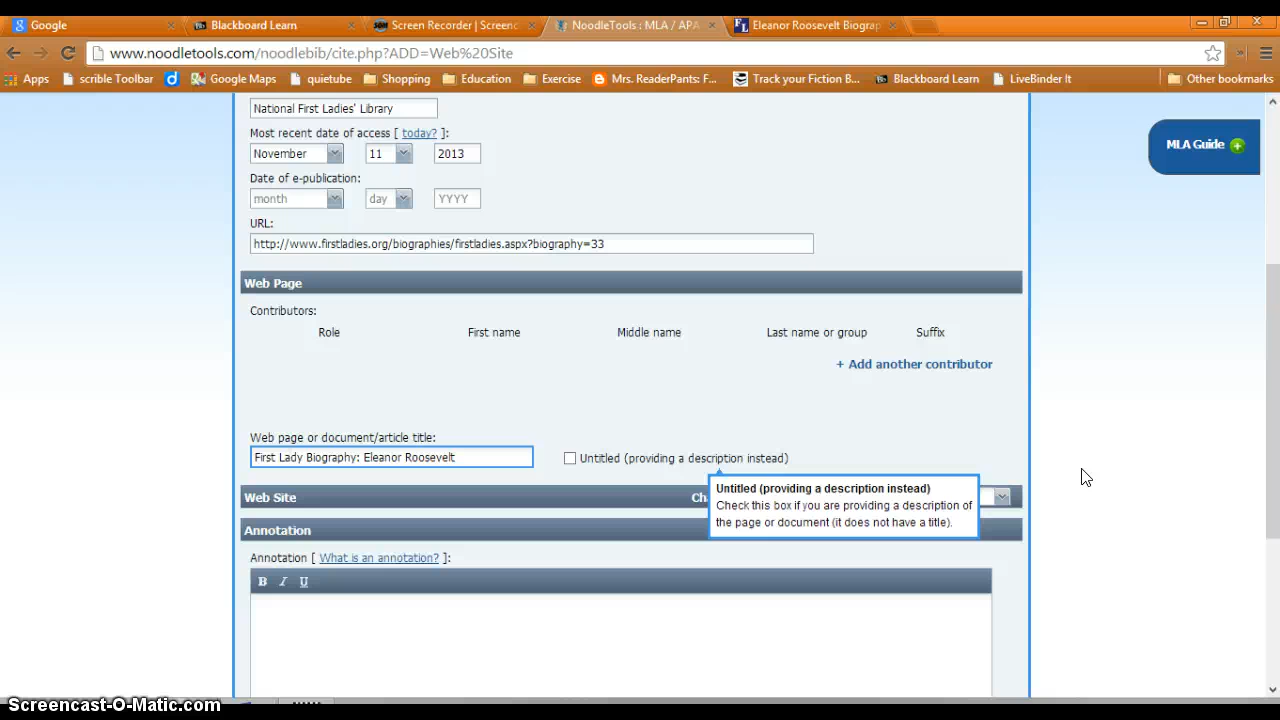 Google
Blackboard Learn
Screen Recorder | Screenc
NoodleTools : MLA / APA
Eleanor Roosevelt Biograp
www.noodletools.com/noodlebib/cite.php?ADD=Web%20Site
Apps
scrible Toolbar
Google Maps
quietube
Shopping
Education
Exercise
Mrs. ReaderPants: F...
Track your Fiction B...
Blackboard Learn
LiveBinder It
Other bookmarks
National First Ladies' Library
MLA Guide
Most recent date of access [ today? ]:
November 11 2013
Date of e-publication:
month day YYYY
URL:
http://www.firstladies.org/biographies/firstladies.aspx?biography=33
Web Page
Contributors:
Role First name Middle name Last name or group Suffix
+ Add another contributor
Web page or document/article title:
First Lady Biography: Eleanor Roosevelt
Untitled (providing a description instead)
Web Site
Untitled (providing a description instead)
Check this box if you are providing a description of
the page or document (it does not have a title).
Annotation
Annotation [ What is an annotation? ]:
B I U
Screencast-O-Matic.com